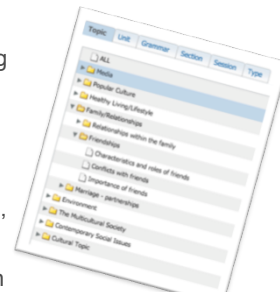 Topic Unit Grammar Section Session Type
ALL
Media
Popular Culture
Healthy Living/Lifestyle
Family/Relationships
Relationships within the family
Friendships
Characteristics and roles of friends
Conflicts with friends
Importance of friends
Marriage - partnerships
Environment
The Multicultural Society
Contemporary Social Issues
Cultural Topic